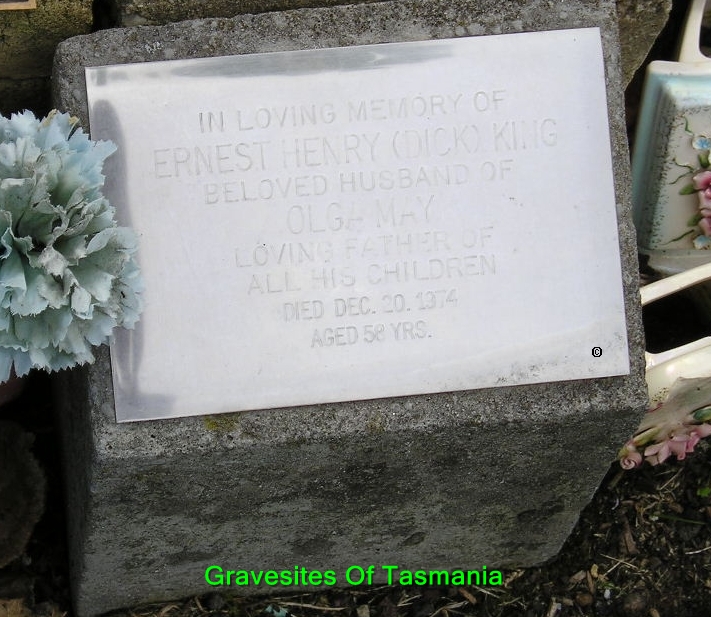 IN LOVING MEMORY OF
ERNEST HENRY (DICK) KING
BELOVED HUSBAND OF
OLGA MAY
LOVING FATHER OF
ALL HIS CHILDREN
DIED DEC. 20. 1974
AGED 58 YRS.
©
Gravesites Of Tasmania